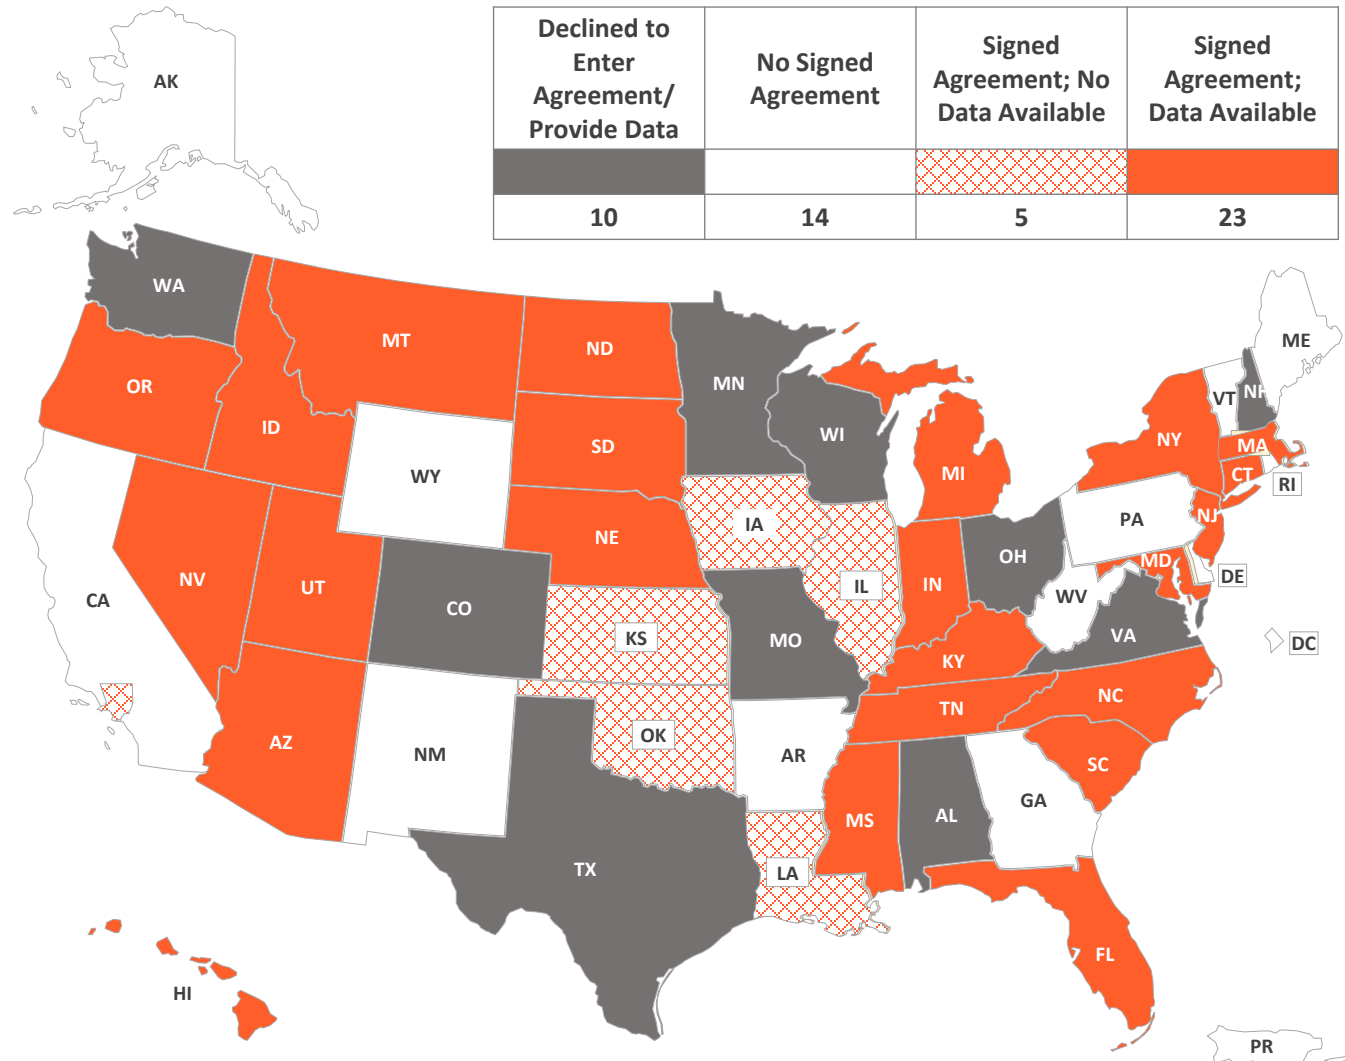 Declined to
Enter
Agreement/
Provide Data
No Signed
Agreement
Signed
Agreement; No
Data Available
Signed
Agreement;
Data Available
10
14
5
23
AK
WA
MT
ND
MN
ME
OR
ID
SD
WI
MI
NY
VT
NH
MA
CT
RI
WY
IA
NE
PA
NJ
NV
UT
CA
CO
KS
IL
IN
OH
WV
MD
DE
MO
KY
VA
DC
AZ
NM
OK
AR
TN
NC
SC
GA
MS
AL
TX
LA
FL
HI
PR